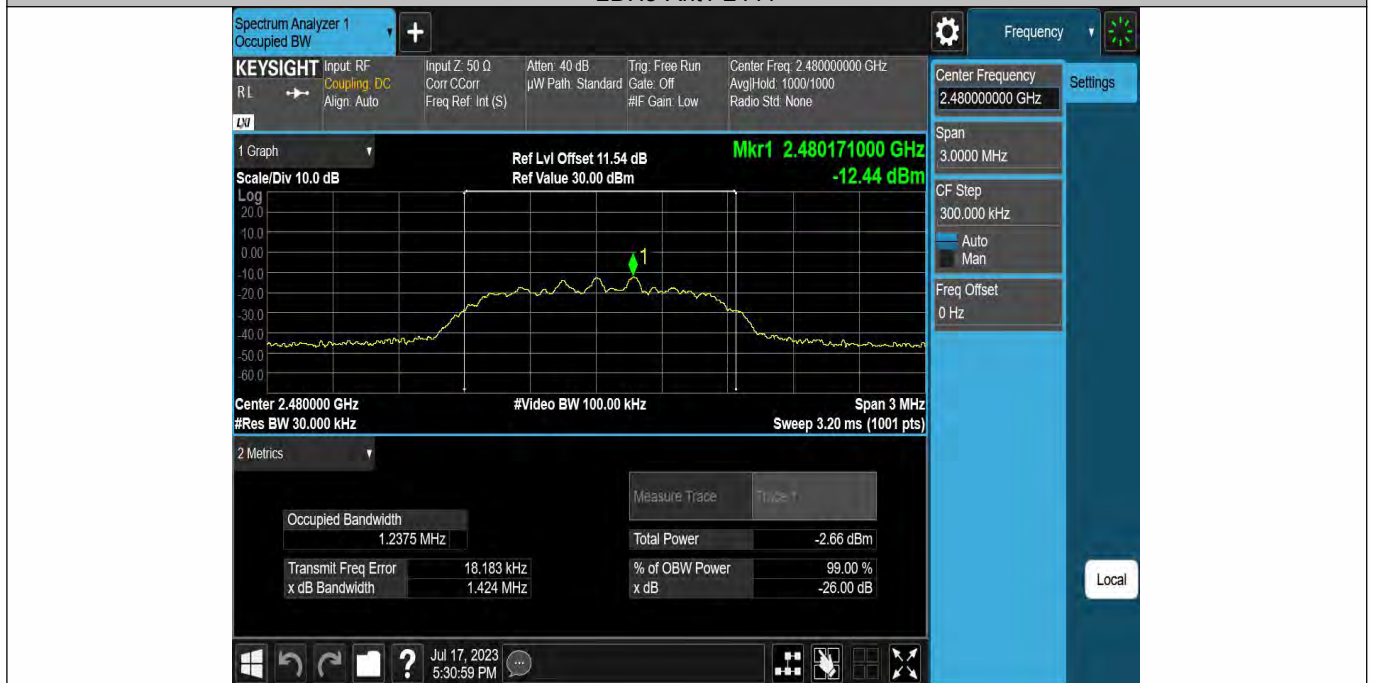 Spectrum Analyzer 1
Occupied BW
Frequency
KEYSIGHT
R L
LXI
Input: RF
Coupling: DC
Align: Auto
Input Z: 50 Ω
Corr CCorr
Freq Ref: Int (S)
Atten: 40 dB
µW Path: Standard
Trig: Free Run
Gate: Off
#IF Gain: Low
Center Freq: 2.480000000 GHz
Avg|Hold: 1000/1000
Radio Std: None
Center Frequency
2.480000000 GHz
Settings
Span
3.0000 MHz
CF Step
300.000 kHz
Auto
Man
Freq Offset
0 Hz
Local
1 Graph
Scale/Div 10.0 dB
Ref Lvl Offset 11.54 dB
Ref Value 30.00 dBm
Mkr1 2.480171000 GHz
-12.44 dBm
Log
20.0
10.0
0.00
-10.0
-20.0
-30.0
-40.0
-50.0
-60.0
1
Center 2.480000 GHz
#Res BW 30.000 kHz
#Video BW 100.00 kHz
Span 3 MHz
Sweep 3.20 ms (1001 pts)
2 Metrics
Measure Trace
Trace 1
Occupied Bandwidth
1.2375 MHz
Total Power
-2.66 dBm
Transmit Freq Error
18.183 kHz
% of OBW Power
99.00 %
x dB Bandwidth
1.424 MHz
x dB
-26.00 dB
?
Jul 17, 2023
5:30:59 PM